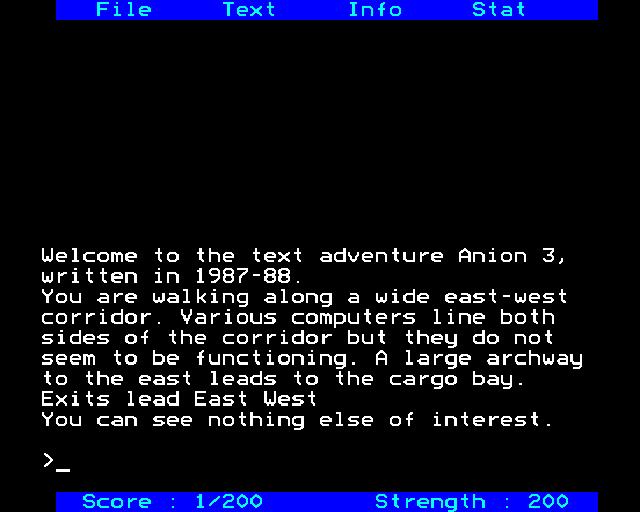 File Text Info Stat
Welcome to the text adventure Anion 3,
written in 1987-88.
You are walking along a wide east-west
corridor. Various computers line both
sides of the corridor but they do not
seem to be functioning. A large archway
to the east leads to the cargo bay.
Exits lead East West
You can see nothing else of interest.
>_
Score : 1/200 Strength : 200